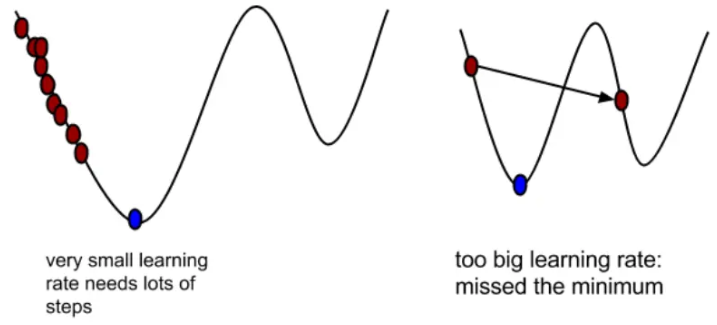 very small learning
rate needs lots of
steps
too big learning rate:
missed the minimum